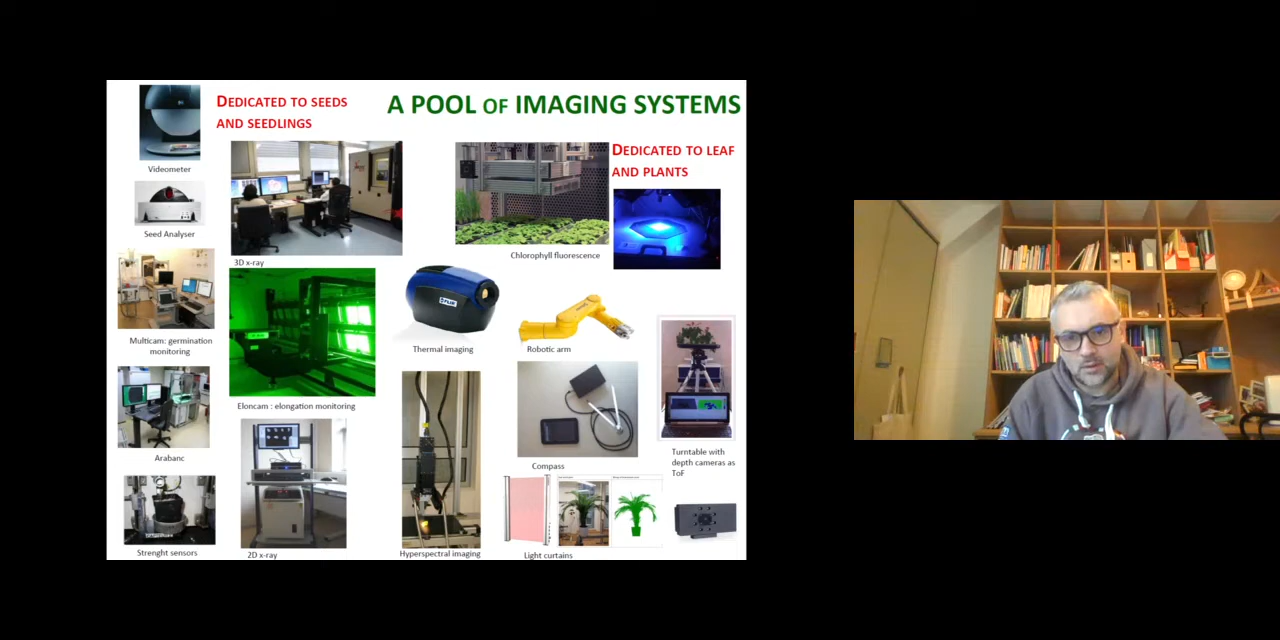 DEDICATED TO SEEDS
AND SEEDLINGS
A POOL OF IMAGING SYSTEMS
DEDICATED TO LEAF
AND PLANTS
Videometer
Seed Analyser
3D x-ray
Chlorophyll fluorescence
Multicam: germination
monitoring
FLIR
Thermal imaging
Robotic arm
Eloncam : elongation monitoring
Arabanc
Compass
Turntable with
depth cameras as
ToF
Strenght sensors
2D x-ray
Hyperspectral imaging
Light curtains